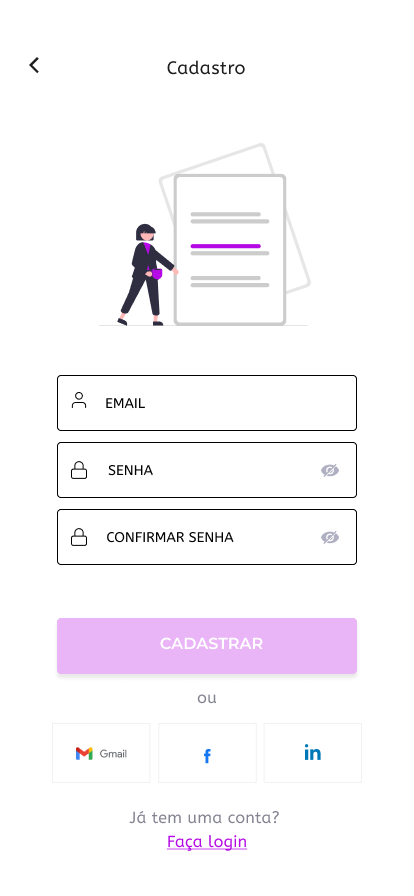 Cadastro
EMAIL
SENHA
CONFIRMAR SENHA
CADASTRAR
ou
Gmail
f
in
Já tem uma conta?
Faça login